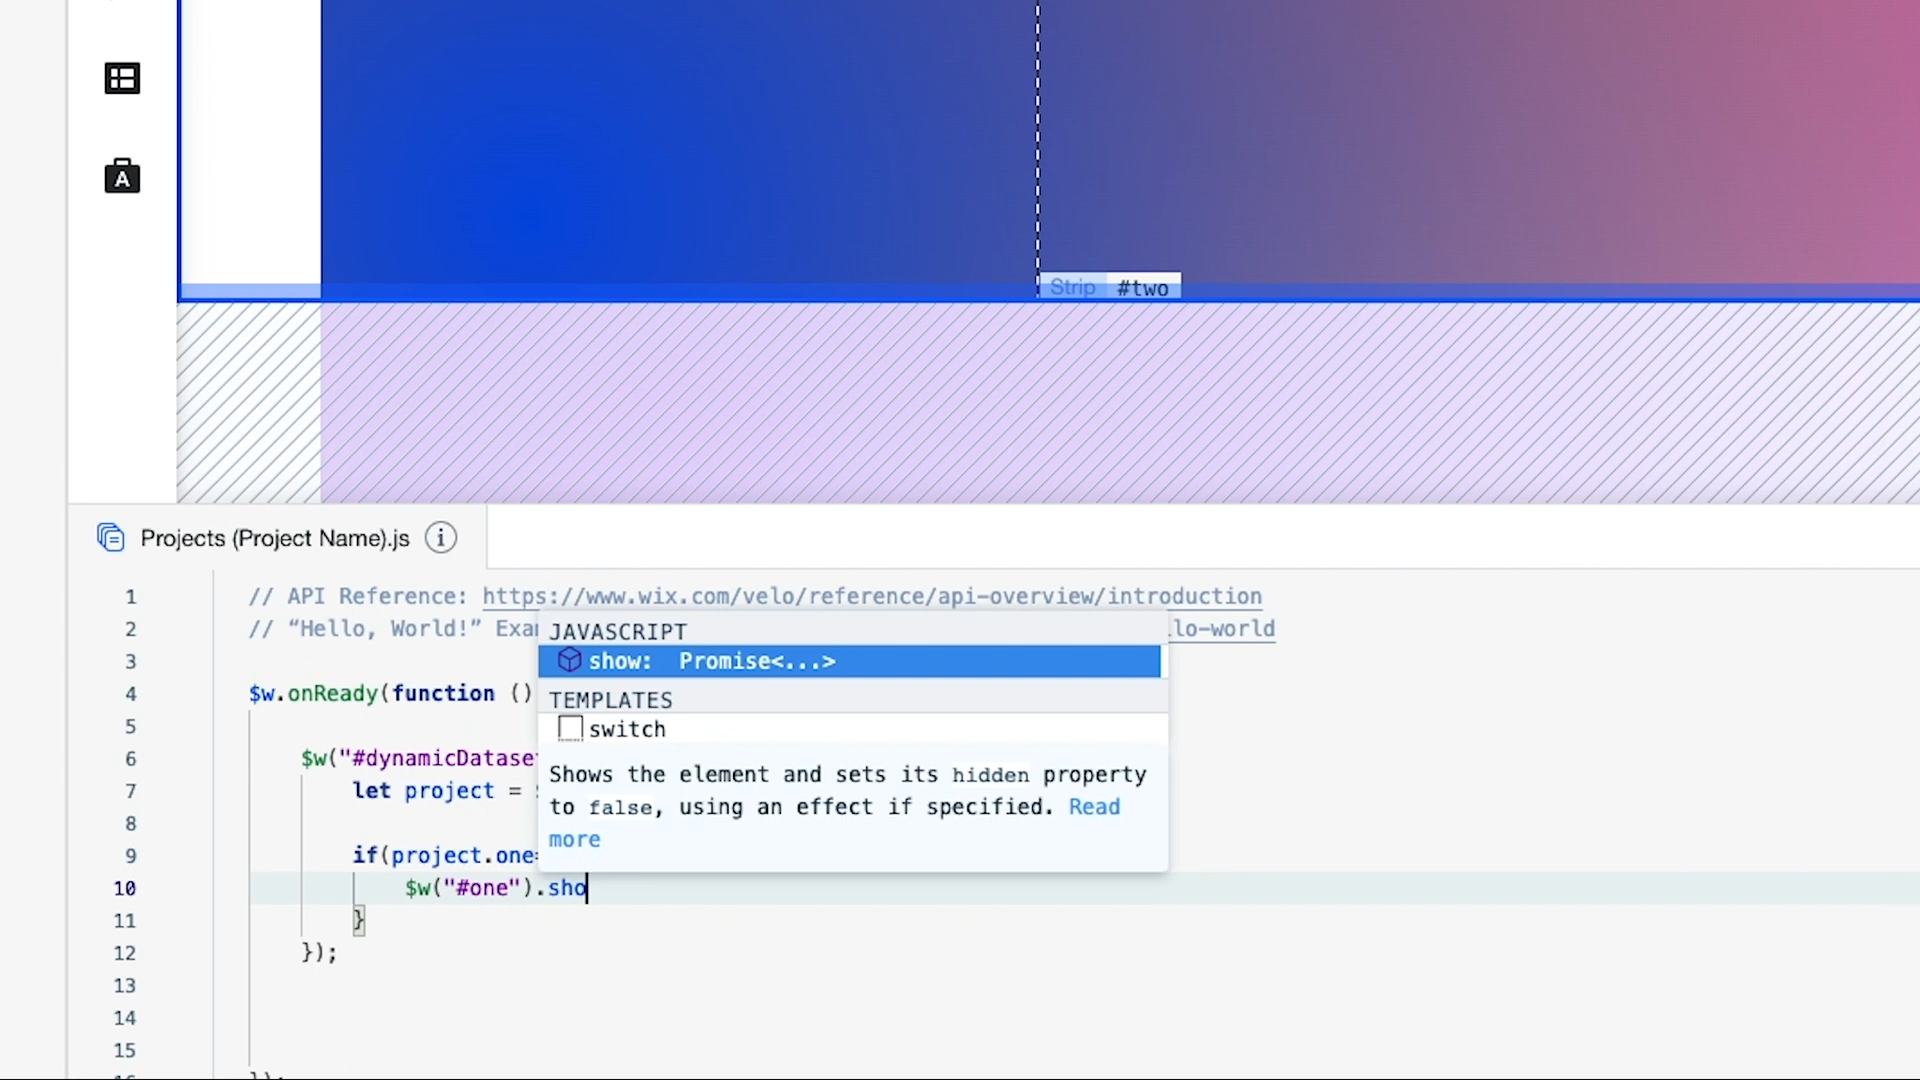 A
Strip #two
Projects (Project Name).js i
1 // API Reference: https://www.wix.com/velo/reference/api-overview/introduction
2 // “Hello, World!” lo-world
JAVASCRIPT
3 show: Promise<...>
4 $w.onReady(function ()
TEMPLATES
5 switch
6 $w("#dynamicDataset
Shows the element and sets its hidden property
7 let project =
to false, using an effect if specified. Read
8 more
9 if(project.one=
10 $w("#one").sho
11 }
12 });
13
14
15